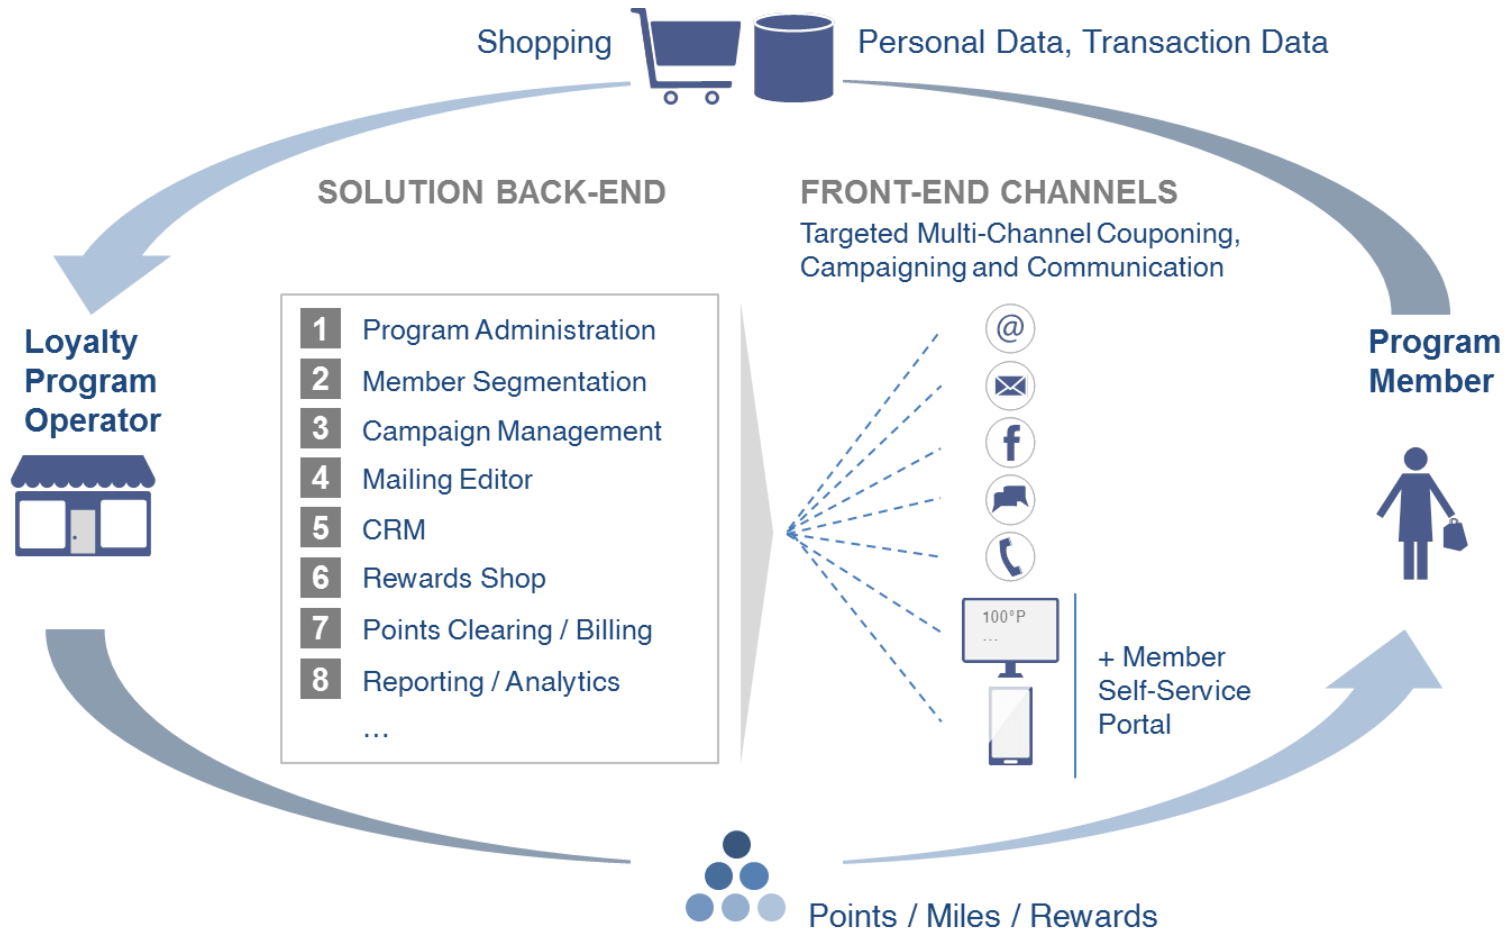 Shopping
Personal Data, Transaction Data
SOLUTION BACK-END
FRONT-END CHANNELS
Targeted Multi-Channel Couponing,
Campaigning and Communication
Loyalty
Program
Operator
1 Program Administration
2 Member Segmentation
3 Campaign Management
4 Mailing Editor
5 CRM
6 Rewards Shop
7 Points Clearing / Billing
8 Reporting / Analytics
...
@
f
100°P
...
+ Member
Self-Service
Portal
Program
Member
Points / Miles / Rewards